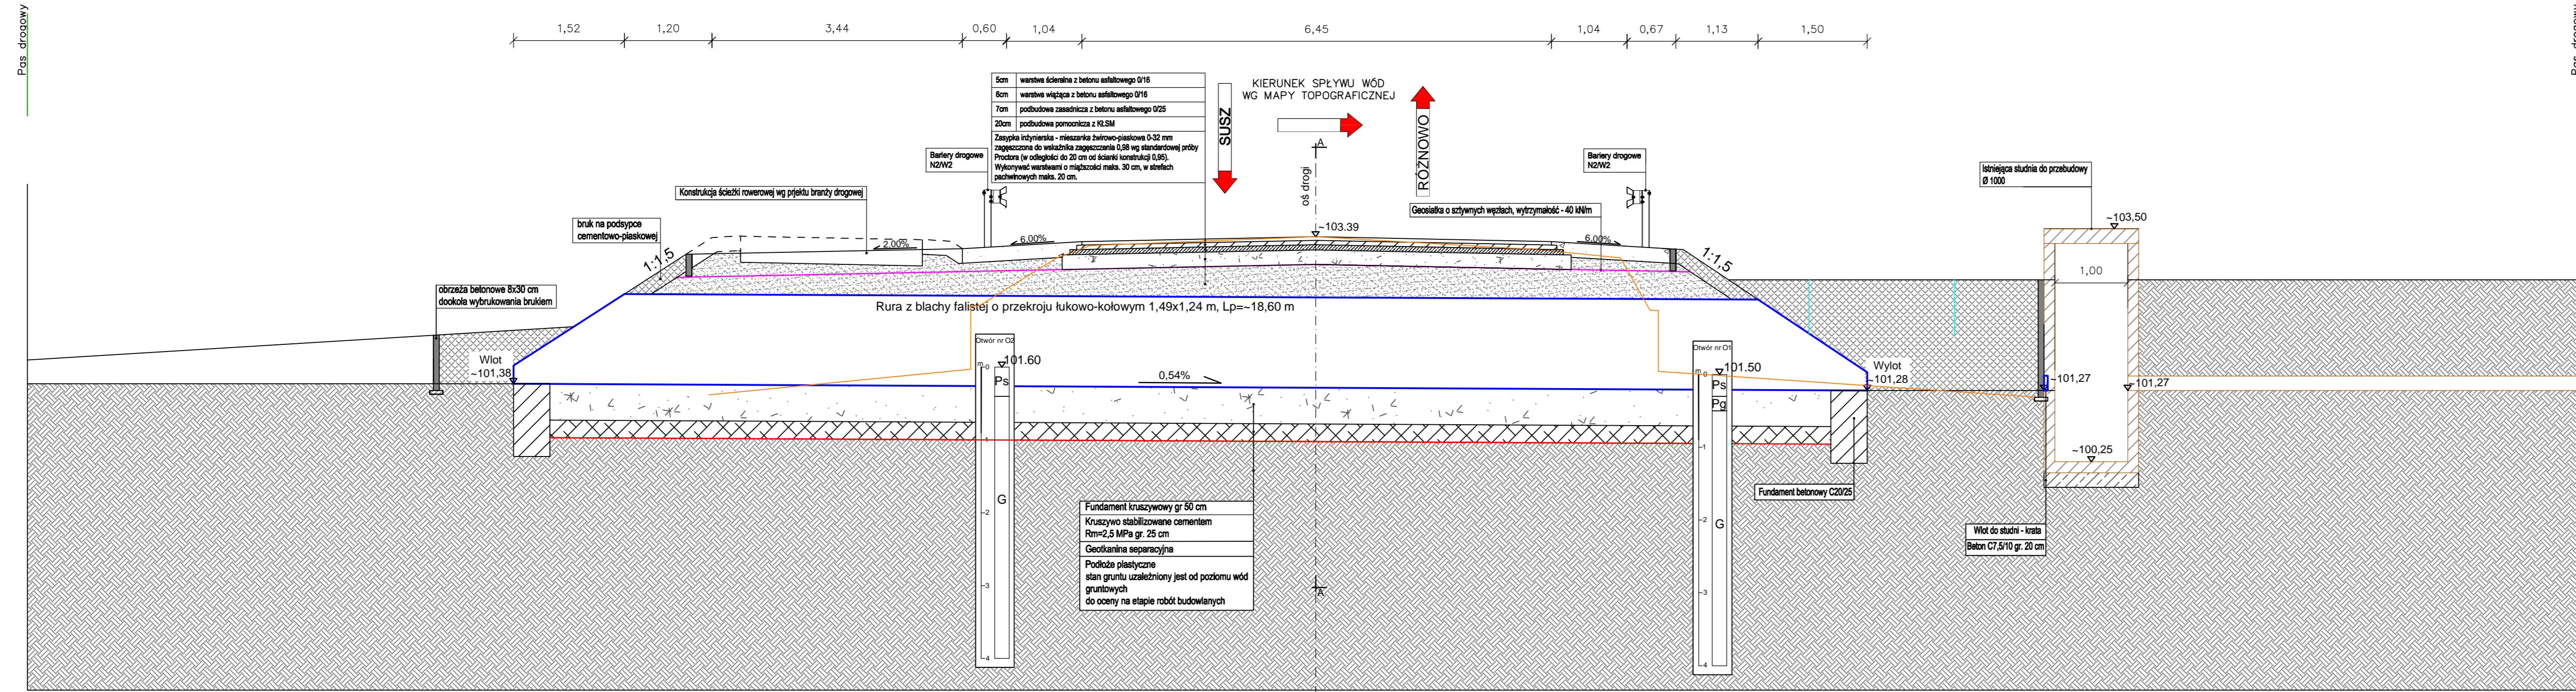 Pas drogowy
Pas drogowy
1,52
1,20
3,44
0,60
1,04
6,45
1,04
0,67
1,13
1,50
5cm warstwa ścieralna z betonu asfaltowego 0/16
6cm warstwa wiążąca z betonu asfaltowego 0/16
7cm podbudowa zasadnicza z betonu asfaltowego 0/25
20cm podbudowa pomocnicza z KŁSM
Zasypka inżynierska - mieszanka żwirowo-piaskowa 0-32 mm
zagęszczona do wskaźnika zagęszczenia 0,98 wg standardowej próby
Proctora (w odległości do 20 cm od ścianki konstrukcji 0,95).
Wykonywać warstwami o miąższości maks. 30 cm, w strefach
pachwinowych maks. 20 cm.
SUSZ
KIERUNEK SPŁYWU WÓD
WG MAPY TOPOGRAFICZNEJ
RÓŻNOWO
A
oś drogi
Bariery drogowe
N2/W2
Bariery drogowe
N2/W2
Konstrukcja ścieżki rowerowej wg prjektu branży drogowej
Geosiatka o sztywnych węzłach, wytrzymałość - 40 kN/m
Istniejąca studnia do przebudowy
Ø 1000
bruk na podsypce
cementowo-piaskowej
~103.39
~103,50
2,00%
6,00%
6,00%
1:1,5
1:1,5
1,00
obrzeża betonowe 8x30 cm
dookoła wybrukowania brukiem
Rura z blachy falistej o przekroju łukowo-kołowym 1,49x1,24 m, Lp=~18,60 m
Wlot
~101,38
Otwór nr O2
m
0
101.60
Ps
1
G
2
3
4
0,54%
Otwór nr O1
m
0
101.50
Ps
Pg
1
G
2
3
4
Wylot
~101,28
~101,27
~101,27
~100,25
Fundament betonowy C20/25
Fundament kruszywowy gr 50 cm
Kruszywo stabilizowane cementem
Rm=2,5 MPa gr. 25 cm
Geotkanina separacyjna
Podłoże plastyczne
stan gruntu uzależniony jest od poziomu wód
gruntowych
do oceny na etapie robót budowlanych
Wlot do studni - krata
Beton C7,5/10 gr. 20 cm
A